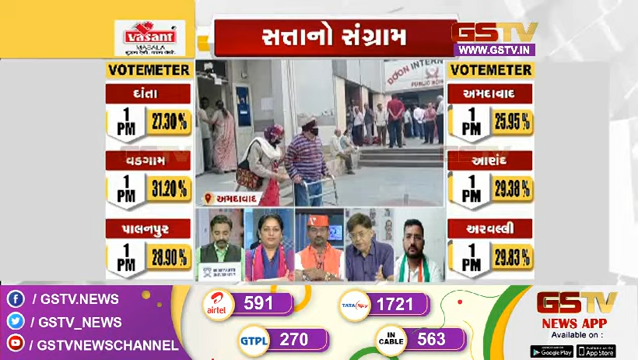 Vasant
MASALA
સત્તાનો સંગ્રામ
GSTV
WWW.GSTV.IN
VOTEMETER
દાંતા
1 PM
27.30 %
વડગામ
1 PM
31.20 %
પાલનપુર
1 PM
28.90 %
DOON INTERN
અમદાવાદ
VOTEMETER
અમદાવાદ
1 PM
25.95 %
આણંદ
1 PM
29.38 %
અરવલ્લી
1 PM
29.83 %
/ GSTV.NEWS
/ GSTV_NEWS
/ GSTVNEWSCHANNEL
airtel
591
TATA
1721
GTPL
270
IN CABLE
563
GSTV
NEWS APP
Available on :
Google Play
App Store